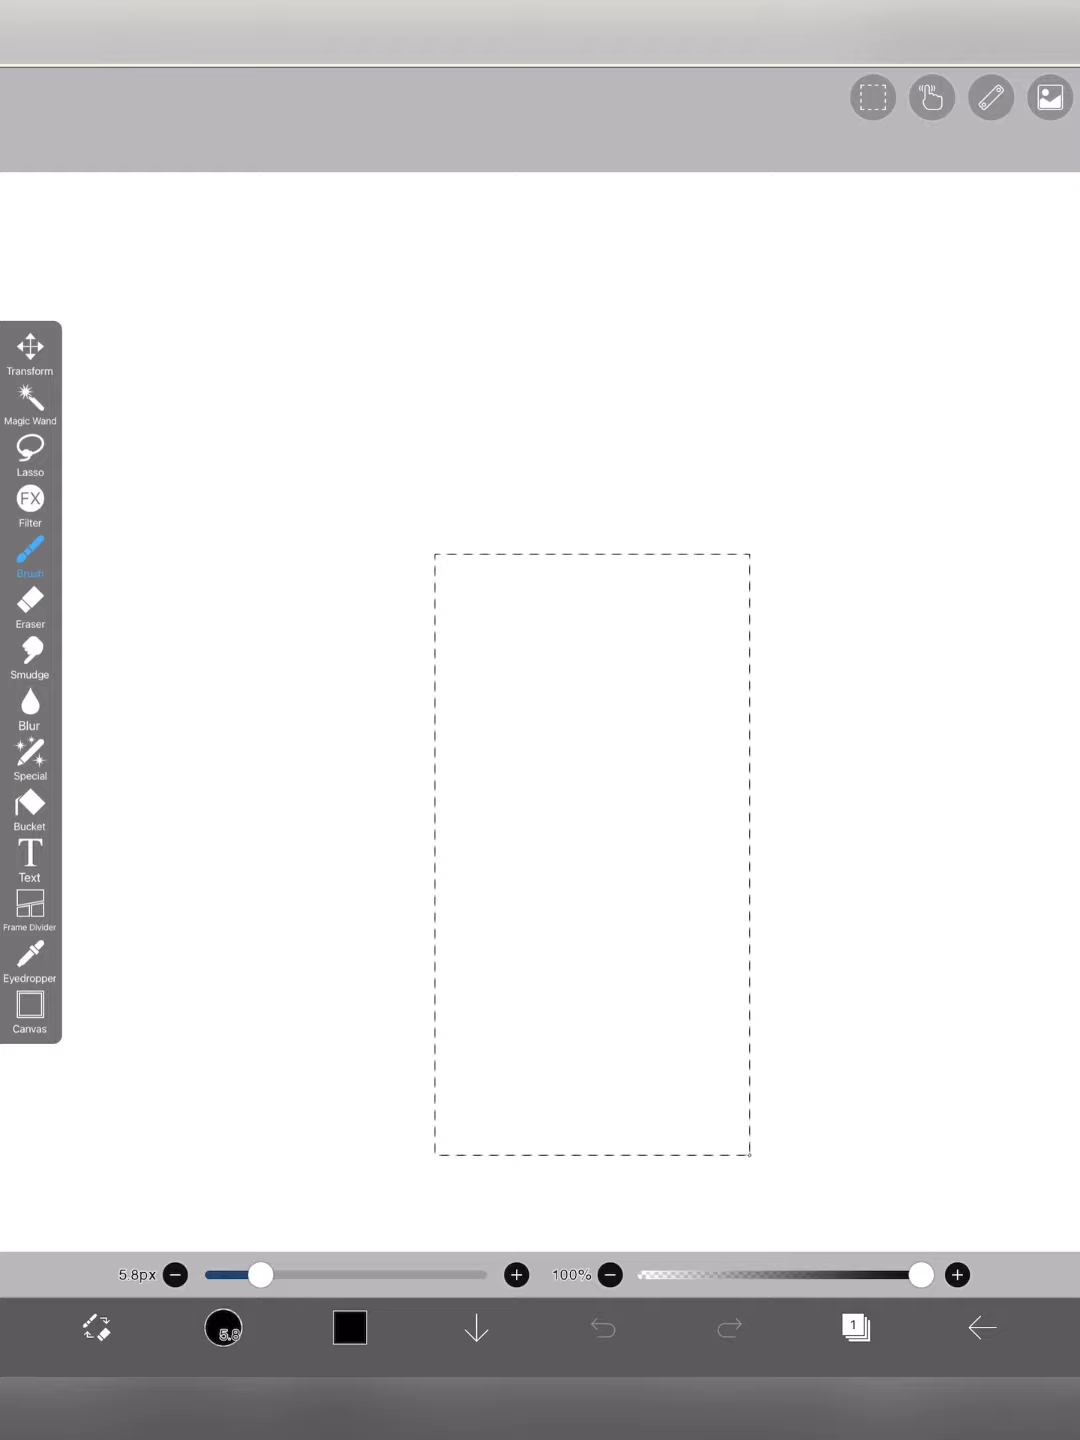 Transform
Magic Wand
Lasso
FX
Filter
Brush
Eraser
Smudge
Blur
Special
Bucket
T
Text
Frame Divider
Eyedropper
Canvas
5.8px
100%
5.8
1